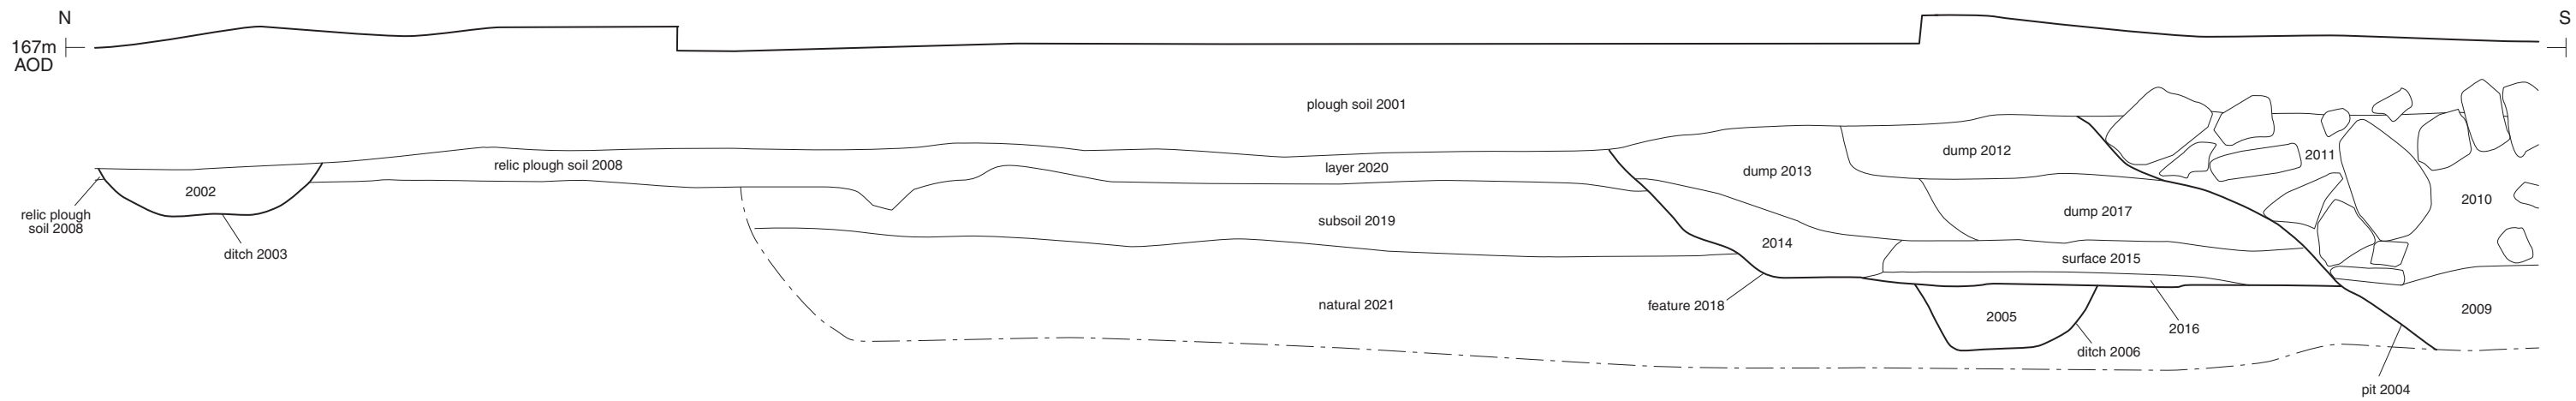 N
S
167m
AOD
plough soil 2001
relic plough soil 2008
layer 2020
dump 2013
dump 2012
2011
2002
2010
relic plough
soil 2008
subsoil 2019
dump 2017
ditch 2003
2014
surface 2015
natural 2021
feature 2018
2005
2016
2009
ditch 2006
pit 2004